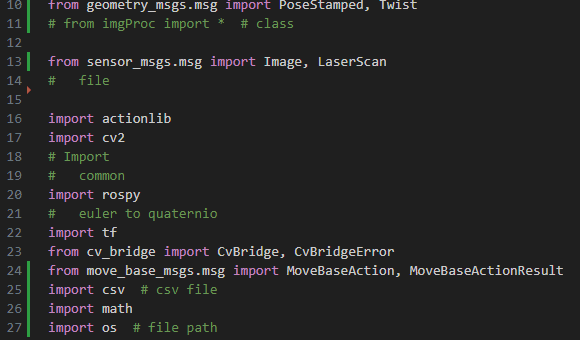 10 from geometry_msgs.msg import PoseStamped, Twist
11 # from imgProc import *  # class
12
13 from sensor_msgs.msg import Image, LaserScan
14 #   file
15
16 import actionlib
17 import cv2
18 # Import
19 #   common
20 import rospy
21 #   euler to quaternio
22 import tf
23 from cv_bridge import CvBridge, CvBridgeError
24 from move_base_msgs.msg import MoveBaseAction, MoveBaseActionResult
25 import csv  # csv file
26 import math
27 import os  # file path